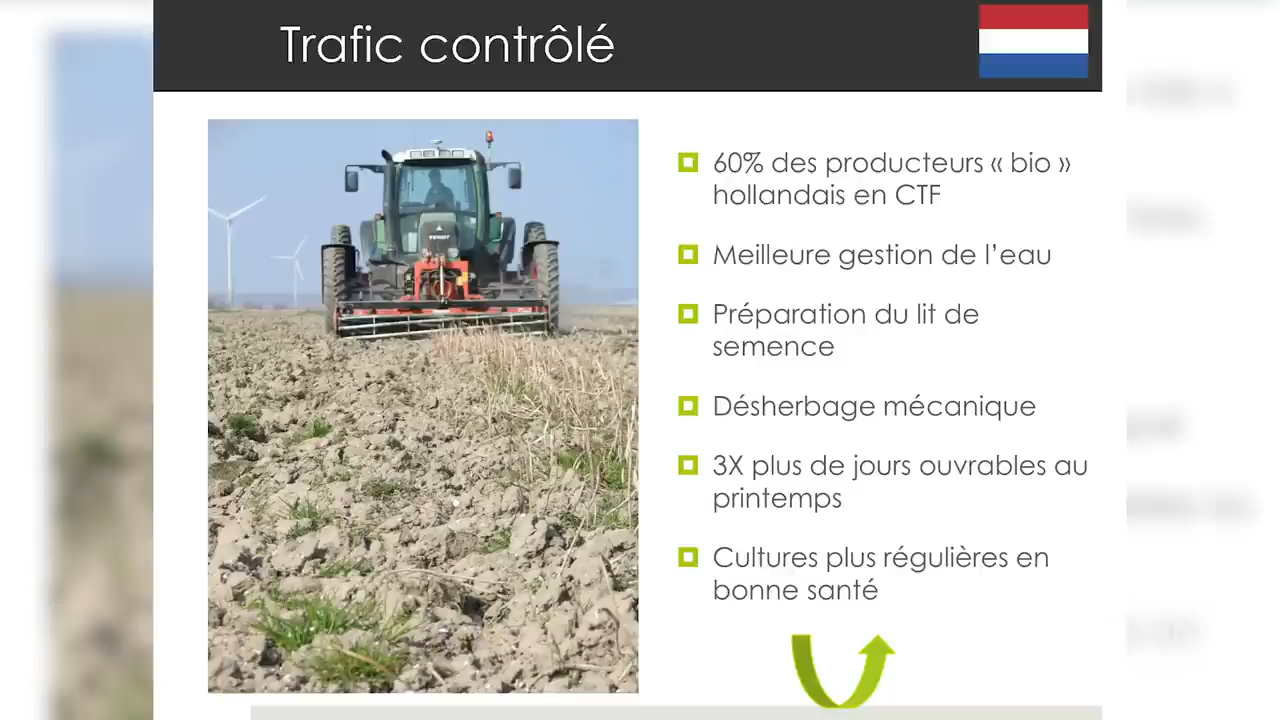 Trafic contrôlé
60% des producteurs « bio »
hollandais en CTF
Meilleure gestion de l’eau
Préparation du lit de
semence
Désherbage mécanique
3X plus de jours ouvrables au
printemps
Cultures plus régulières en
bonne santé
FENDT